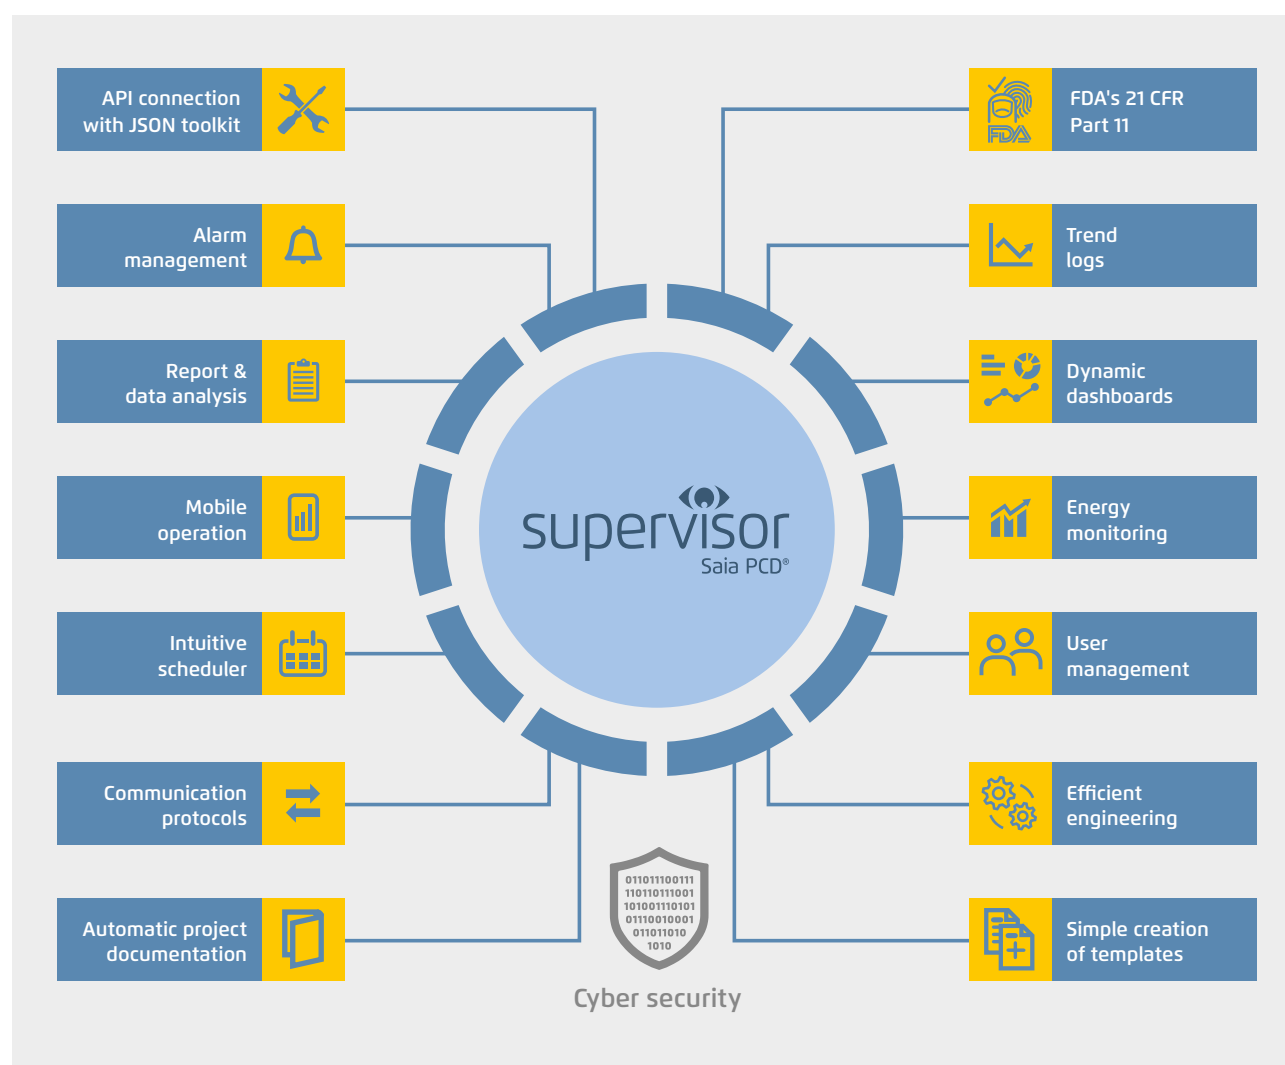 API connection
with JSON toolkit
Alarm
management
Report &
data analysis
Mobile
operation
Intuitive
scheduler
Communication
protocols
Automatic project
documentation
supervisor
Saia PCD®
011011100111
110110111001
101001110101
01110010001
011011010
1010
Cyber security
FDA
FDA's 21 CFR
Part 11
Trend
logs
Dynamic
dashboards
Energy
monitoring
User
management
Efficient
engineering
Simple creation
of templates